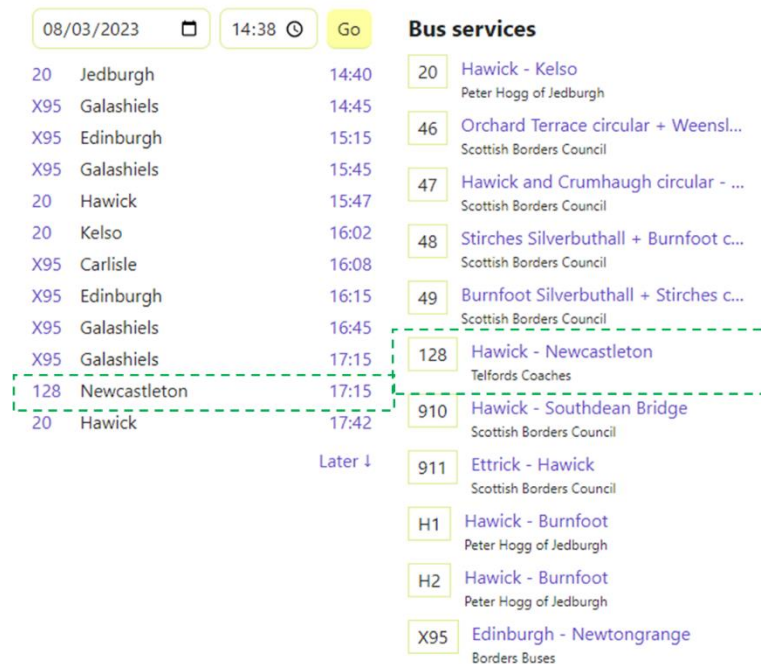 08/03/2023 14:38 Go
20 Jedburgh 14:40
X95 Galashiels 14:45
X95 Edinburgh 15:15
X95 Galashiels 15:45
20 Hawick 15:47
20 Kelso 16:02
X95 Carlisle 16:08
X95 Edinburgh 16:15
X95 Galashiels 16:45
X95 Galashiels 17:15
128 Newcastleton 17:15
20 Hawick 17:42
Later ↓
Bus services
20 Hawick - Kelso
Peter Hogg of Jedburgh
46 Orchard Terrace circular + Weensl...
Scottish Borders Council
47 Hawick and Crumhaugh circular - ...
Scottish Borders Council
48 Stirches Silverbuthall + Burnfoot c...
Scottish Borders Council
49 Burnfoot Silverbuthall + Stirches c...
Scottish Borders Council
128 Hawick - Newcastleton
Telfords Coaches
910 Hawick - Southdean Bridge
Scottish Borders Council
911 Ettrick - Hawick
Scottish Borders Council
H1 Hawick - Burnfoot
Peter Hogg of Jedburgh
H2 Hawick - Burnfoot
Peter Hogg of Jedburgh
X95 Edinburgh - Newtongrange
Borders Buses